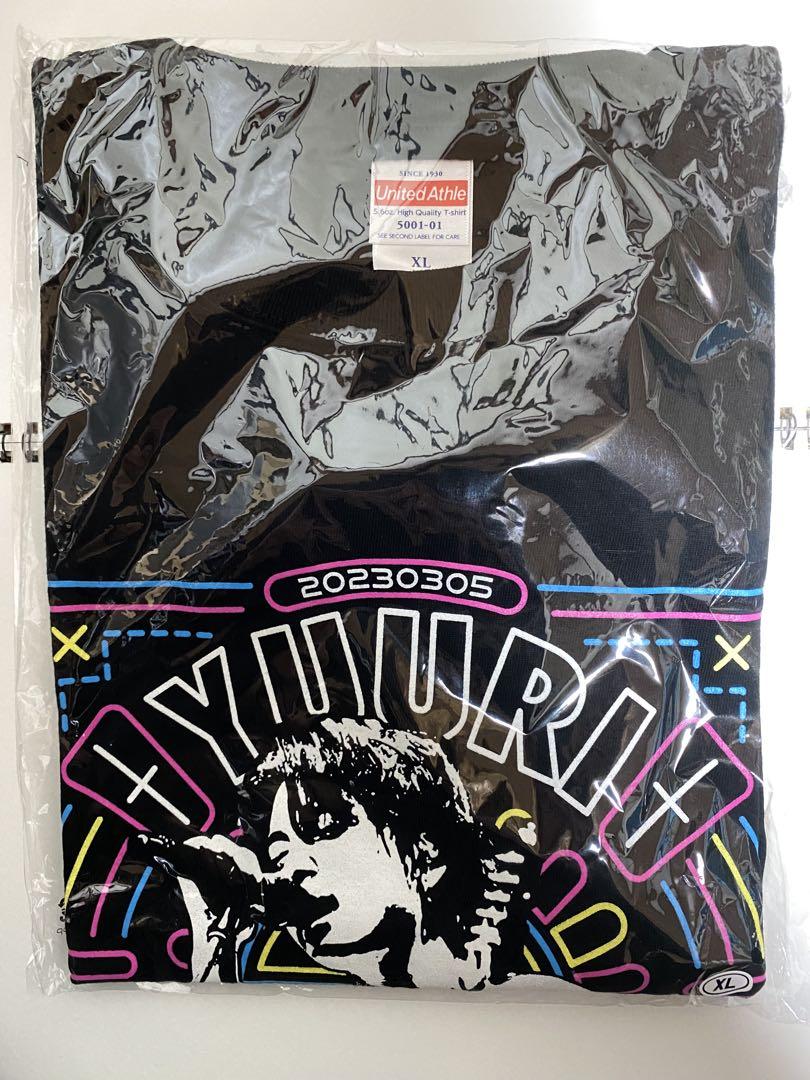 SINCE 1930
United Athle
5.6oz. High Quality T-shirt
5001-01
SEE SECOND LABEL FOR CARE
XL
20230305
YUURI
XL